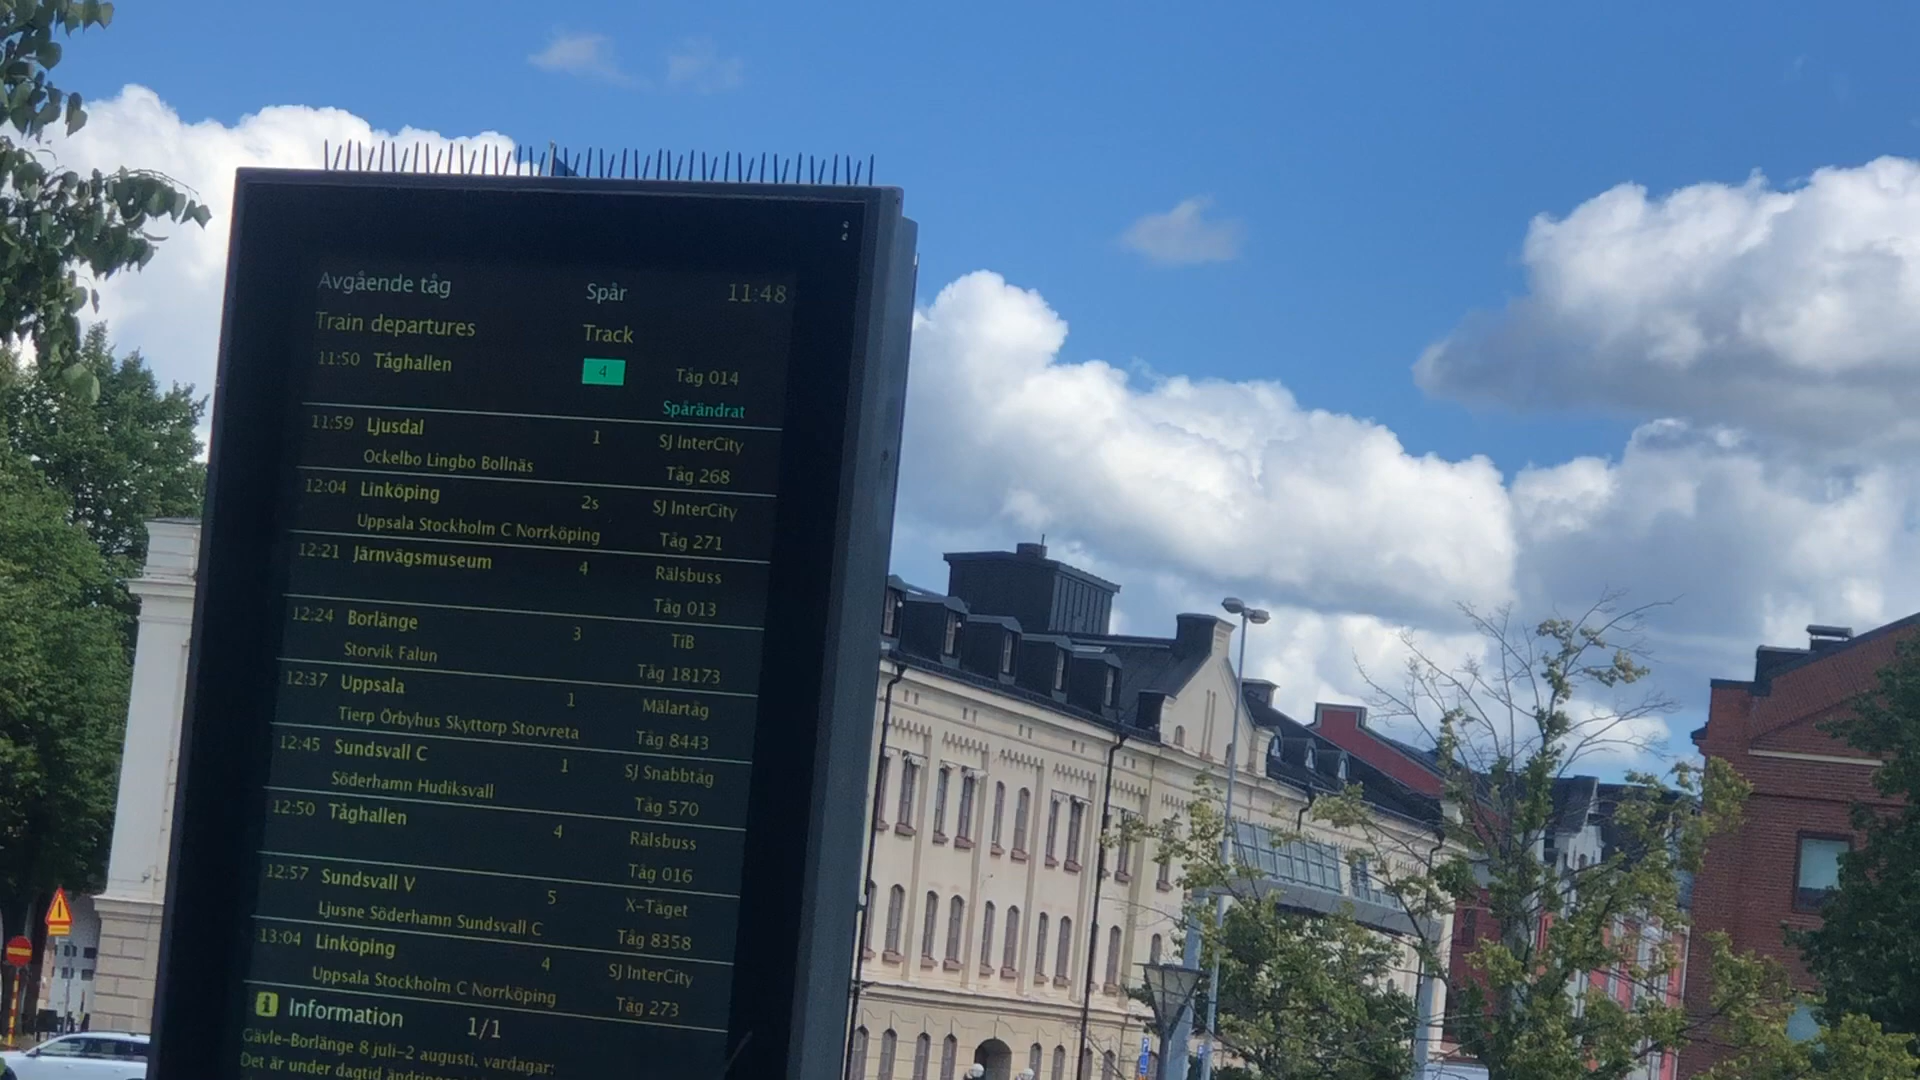 Avgående tåg Spår 11:48
Train departures Track
11:50 Tåghallen 4 Tåg 014
Spårändrat
11:59 Ljusdal 1 SJ InterCity
Ockelbo Lingbo Bollnäs Tåg 268
12:04 Linköping 2s SJ InterCity
Uppsala Stockholm C Norrköping Tåg 271
12:21 Järnvägsmuseum 4 Rälsbuss
Tåg 013
12:24 Borlänge 3 TiB
Storvik Falun Tåg 18173
12:37 Uppsala 1 Mälartåg
Tierp Örbyhus Skyttorp Storvreta Tåg 8443
12:45 Sundsvall C 1 SJ Snabbtåg
Söderhamn Hudiksvall Tåg 570
12:50 Tåghallen 4 Rälsbuss
Tåg 016
12:57 Sundsvall V 5 X-Tåget
Ljusne Söderhamn Sundsvall C Tåg 8358
13:04 Linköping 4 SJ InterCity
Uppsala Stockholm C Norrköping Tåg 273
i Information 1/1
Gävle-Borlänge 8 juli-2 augusti, vardagar:
Det är under dagtid